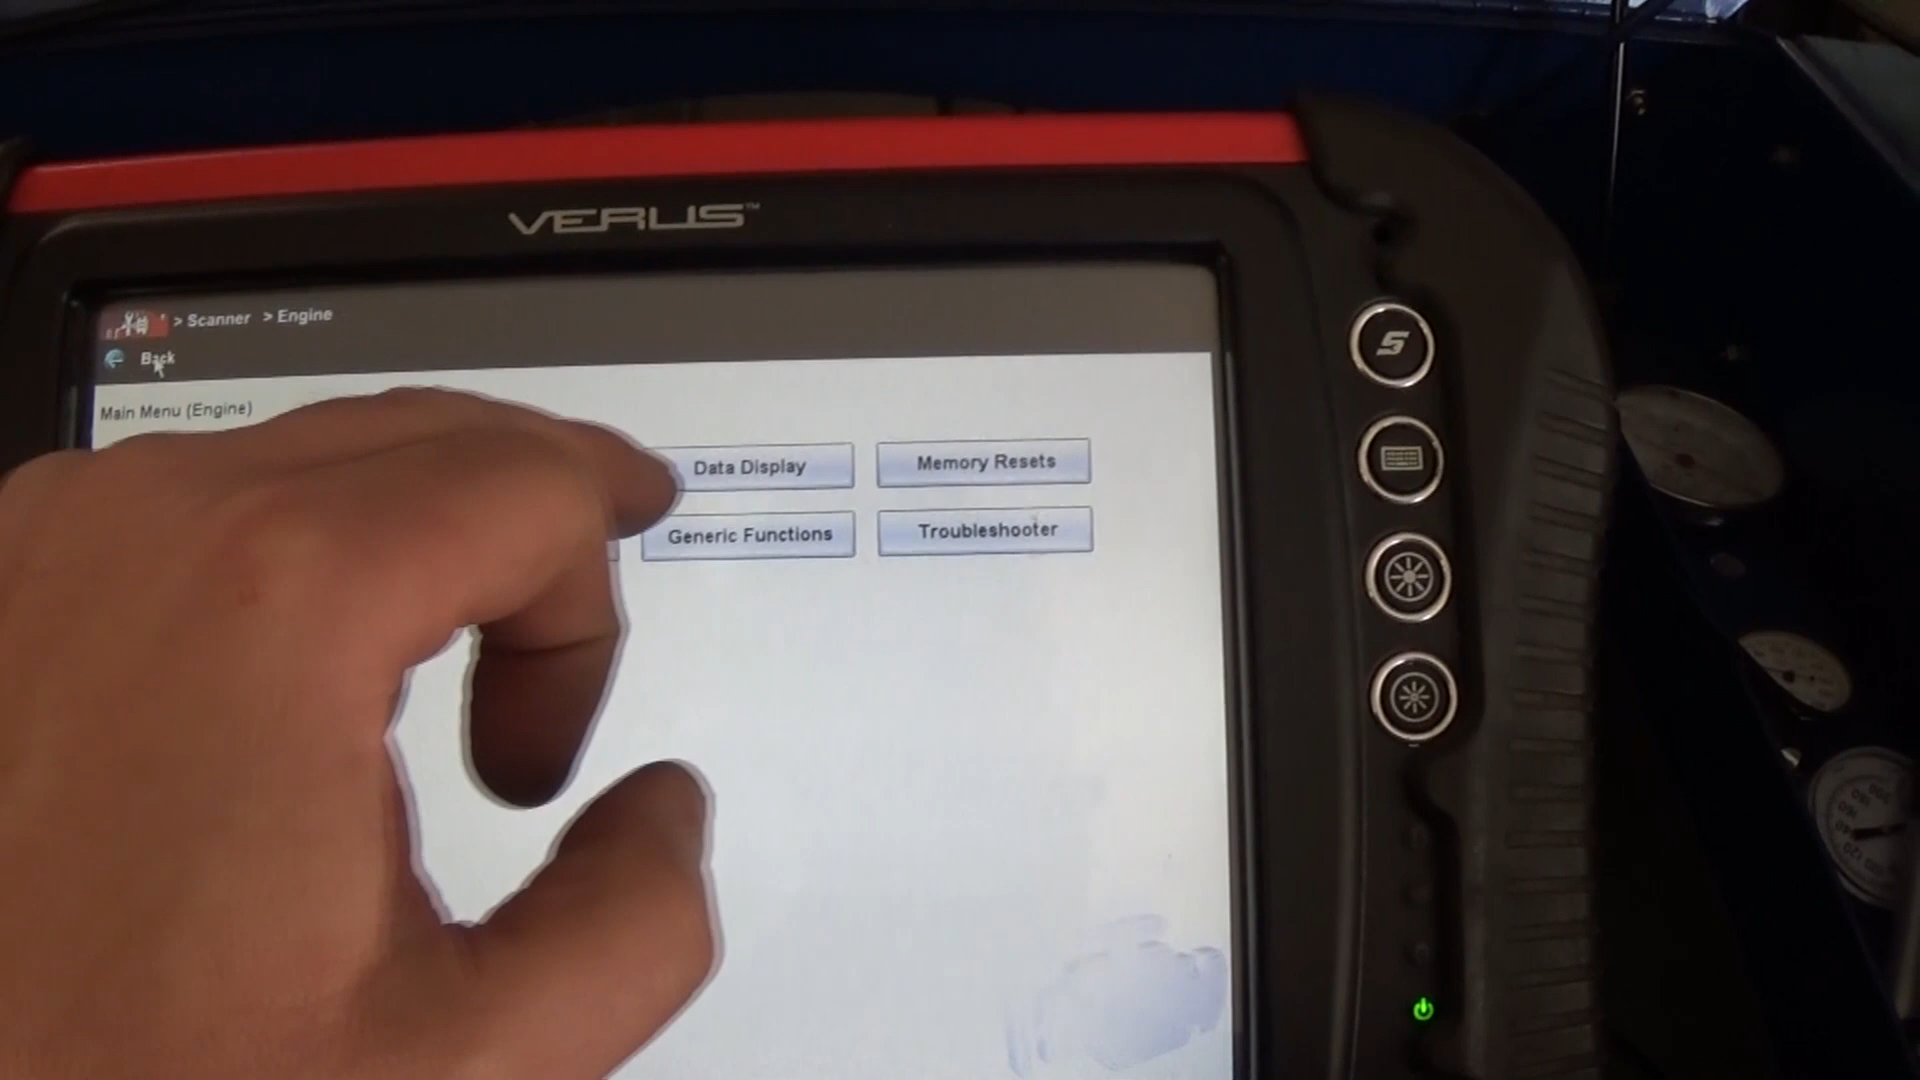 VERUS™
> Scanner > Engine
Back
Main Menu (Engine)
Data Display
Memory Resets
Generic Functions
Troubleshooter